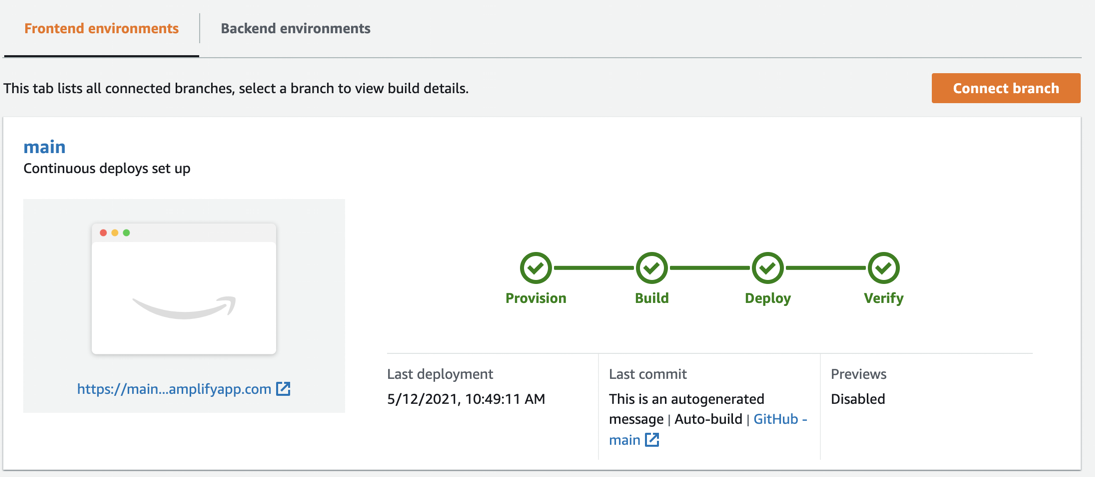 Frontend environments
Backend environments
This tab lists all connected branches, select a branch to view build details.
Connect branch
main
Continuous deploys set up
Provision
Build
Deploy
Verify
https://main...amplifyapp.com
Last deployment
5/12/2021, 10:49:11 AM
Last commit
This is an autogenerated
message | Auto-build | GitHub -
main
Previews
Disabled